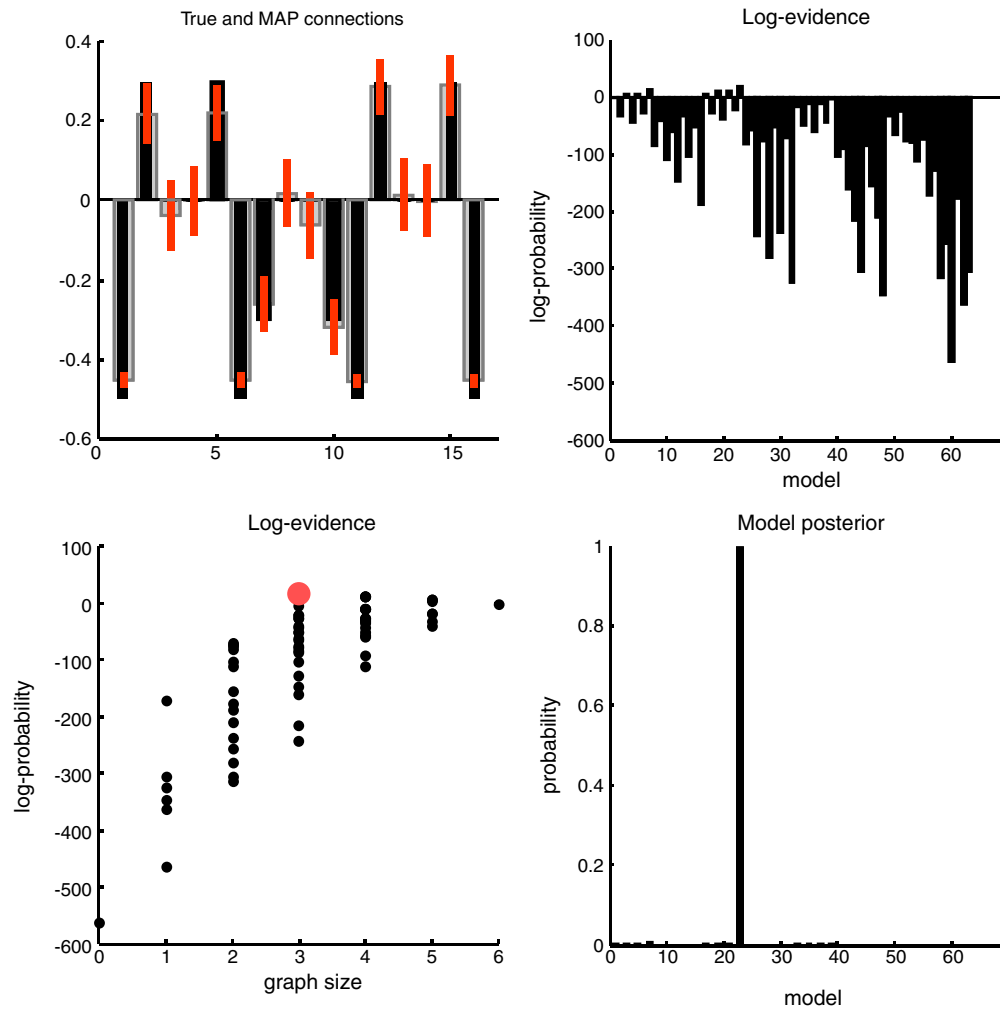 True and MAP connections
0.4
0.2
0
-0.2
-0.4
-0.6
0 5 10 15
Log-evidence
100
0
-100
-200
-300
-400
-500
-600
log-probability
0 10 20 30 40 50 60
model
Log-evidence
100
0
-100
-200
-300
-400
-500
-600
log-probability
0 1 2 3 4 5 6
graph size
Model posterior
1
0.8
0.6
0.4
0.2
0
probability
0 10 20 30 40 50 60
model